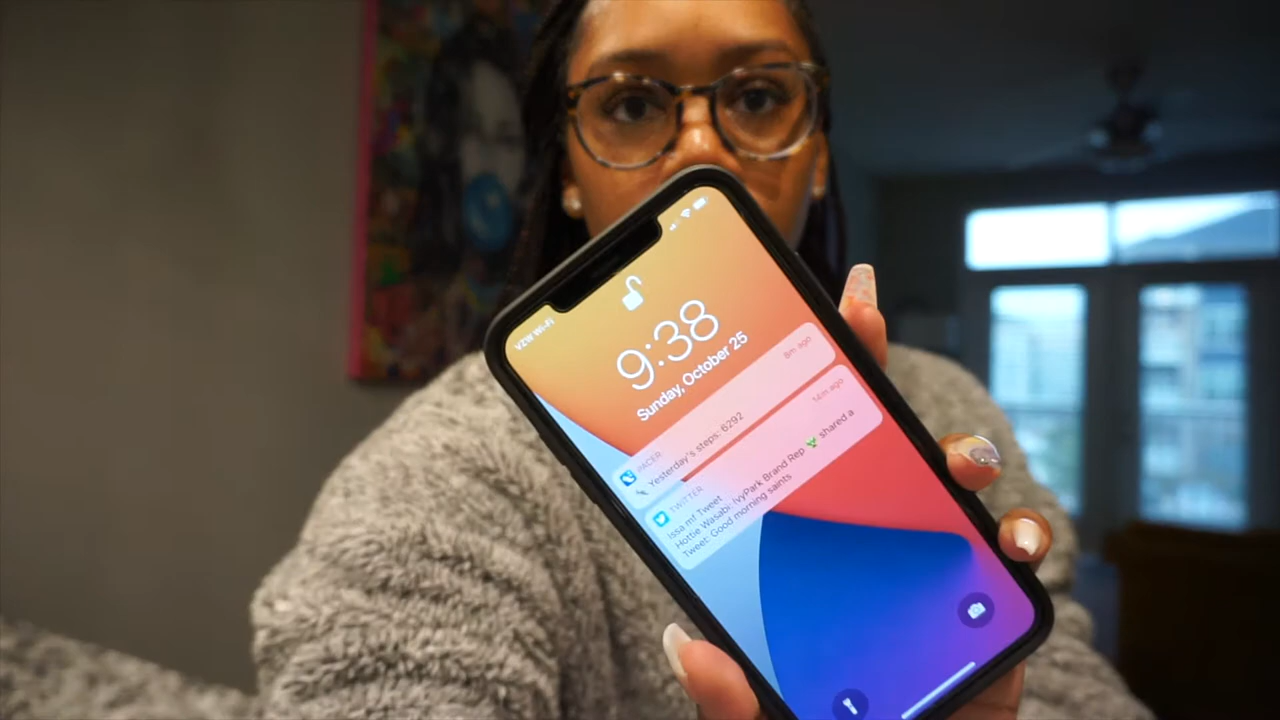 VZW Wi-Fi
9:38
Sunday, October 25
PACER
8m ago
Yesterday's steps: 6292
TWITTER
14m ago
issa mf Tweet
Hottie Wasabi: IvyPark Brand Rep shared a
Tweet: Good morning saints